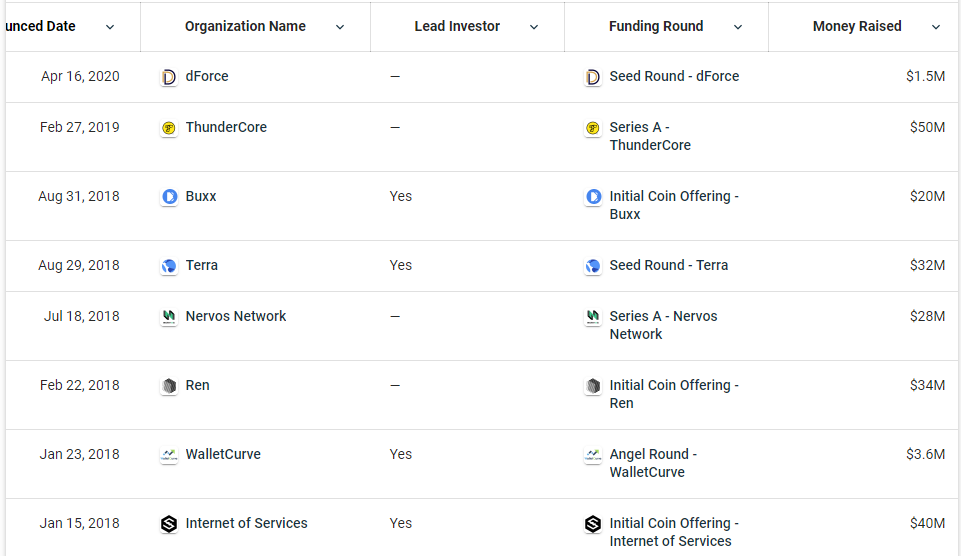 unced Date Organization Name Lead Investor Funding Round Money Raised
Apr 16, 2020 dForce — Seed Round - dForce $1.5M
Feb 27, 2019 ThunderCore — Series A - $50M
ThunderCore
Aug 31, 2018 Buxx Yes Initial Coin Offering - $20M
Buxx
Aug 29, 2018 Terra Yes Seed Round - Terra $32M
Jul 18, 2018 Nervos Network — Series A - Nervos $28M
Network
Feb 22, 2018 Ren — Initial Coin Offering - $34M
Ren
Jan 23, 2018 WalletCurve Yes Angel Round - $3.6M
WalletCurve
Jan 15, 2018 Internet of Services Yes Initial Coin Offering - $40M
Internet of Services